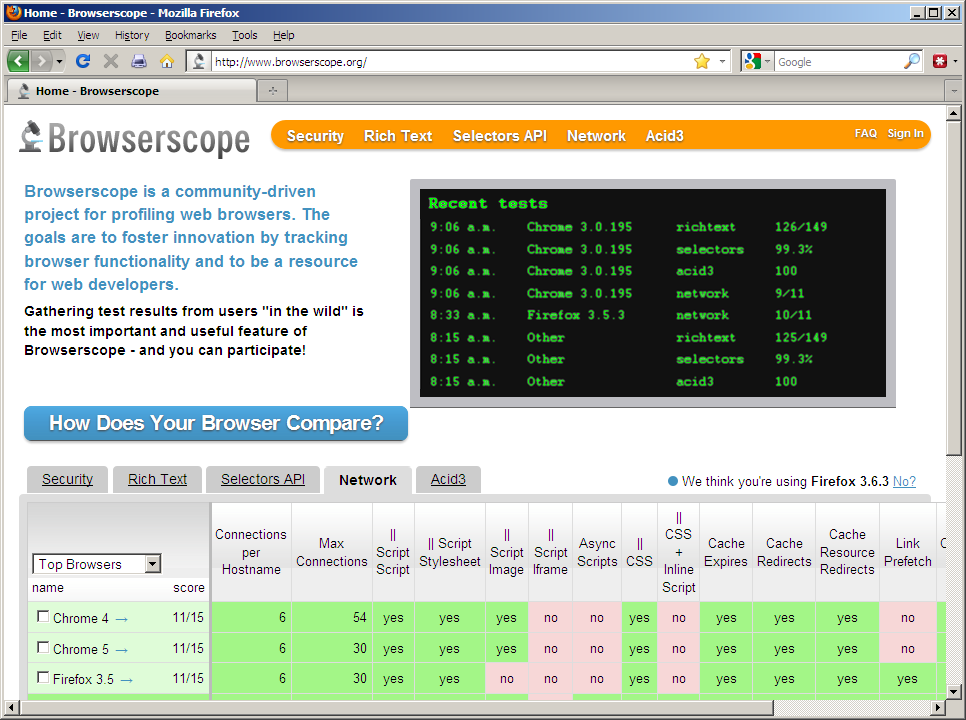 Home - Browserscope - Mozilla Firefox
File Edit View History Bookmarks Tools Help
http://www.browserscope.org/
Google
Home - Browserscope
Browserscope
Security Rich Text Selectors API Network Acid3 FAQ Sign In
Browserscope is a community-driven
project for profiling web browsers. The
goals are to foster innovation by tracking
browser functionality and to be a resource
for web developers.
Gathering test results from users "in the wild" is
the most important and useful feature of
Browserscope - and you can participate!
Recent tests
9:06 a.m. Chrome 3.0.195 richtext 126/149
9:06 a.m. Chrome 3.0.195 selectors 99.3%
9:06 a.m. Chrome 3.0.195 acid3 100
9:06 a.m. Chrome 3.0.195 network 9/11
8:33 a.m. Firefox 3.5.3 network 10/11
8:15 a.m. Other richtext 125/149
8:15 a.m. Other selectors 99.3%
8:15 a.m. Other acid3 100
How Does Your Browser Compare?
Security Rich Text Selectors API Network Acid3
We think you're using Firefox 3.6.3 No?
Top Browsers
name score
Connections
per
Hostname
Max
Connections
||
Script
Script
|| Script
Stylesheet
||
Script
Image
||
Script
Iframe
Async
Scripts
||
CSS
||
CSS
+
Inline
Script
Cache
Expires
Cache
Redirects
Cache
Resource
Redirects
Link
Prefetch
Chrome 4 → 11/15 6 54 yes yes yes no no yes no yes yes yes no
Chrome 5 → 11/15 6 30 yes yes yes no no yes no yes yes yes no
Firefox 3.5 → 11/15 6 30 yes yes no no no yes no yes yes yes yes